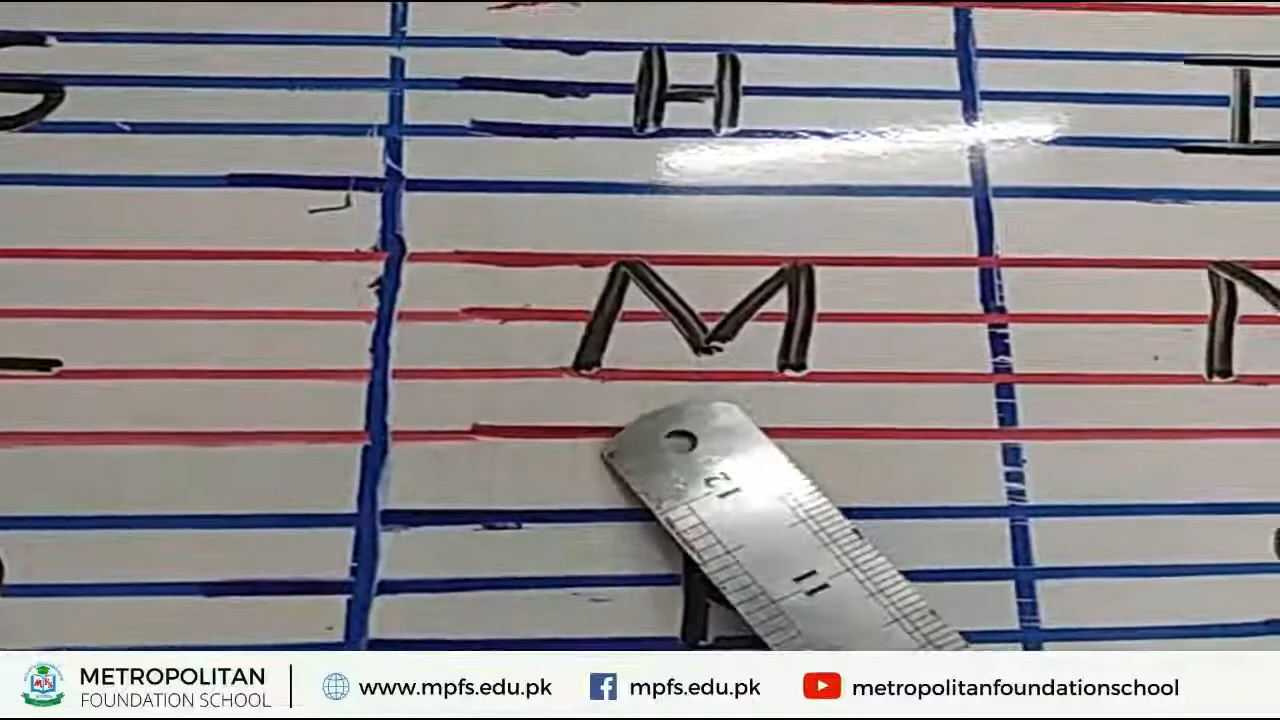 H I
M
12
11
METROPOLITAN
FOUNDATION SCHOOL
www.mpfs.edu.pk
mpfs.edu.pk
metropolitanfoundationschool